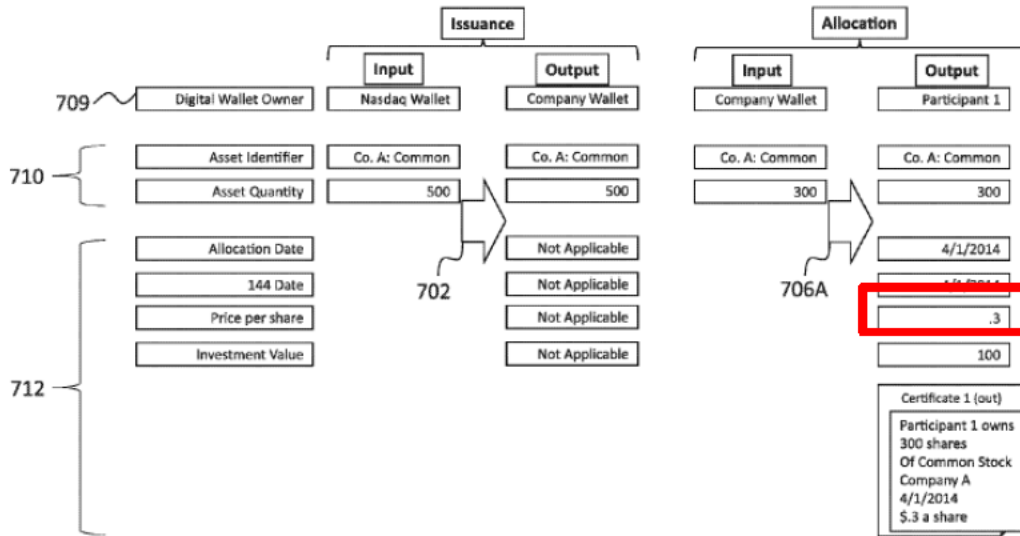 Issuance
Allocation
Input
Output
Input
Output
709
Digital Wallet Owner
Nasdaq Wallet
Company Wallet
Company Wallet
Participant 1
710
Asset Identifier
Co. A: Common
Co. A: Common
Co. A: Common
Co. A: Common
Asset Quantity
500
500
300
300
Allocation Date
Not Applicable
4/1/2014
702
706A
144 Date
Not Applicable
4/1/2014
Price per share
Not Applicable
.3
712
Investment Value
Not Applicable
100
Certificate 1 (out)
Participant 1 owns
300 shares
Of Common Stock
Company A
4/1/2014
$.3 a share